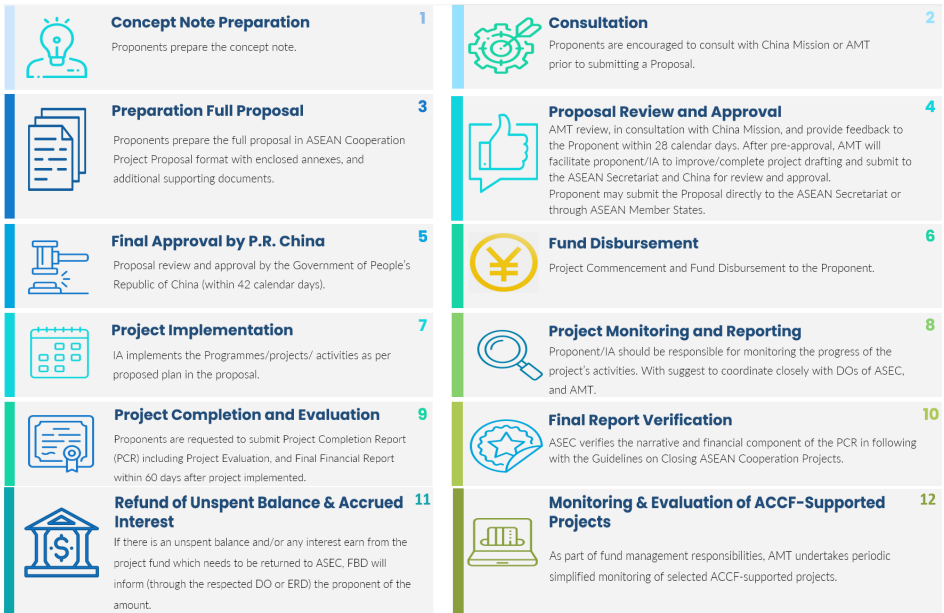 Concept Note Preparation
1
Proponents prepare the concept note.
Consultation
2
Proponents are encouraged to consult with China Mission or AMT
prior to submitting a Proposal.
Preparation Full Proposal
3
Proponents prepare the full proposal in ASEAN Cooperation
Project Proposal format with enclosed annexes, and
additional supporting documents.
Proposal Review and Approval
4
AMT review, in consultation with China Mission, and provide feedback to
the Proponent within 28 calendar days. After pre-approval, AMT will
facilitate proponent/IA to improve/complete project drafting and submit to
the ASEAN Secretariat and China for review and approval.
Proponent may submit the Proposal directly to the ASEAN Secretariat or
through ASEAN Member States.
Final Approval by P.R. China
5
Proposal review and approval by the Government of People's
Republic of China (within 42 calendar days).
Fund Disbursement
6
¥
Project Commencement and Fund Disbursement to the Proponent.
Project Implementation
7
IA implements the Programmes/projects/ activities as per
proposed plan in the proposal.
Project Monitoring and Reporting
8
Proponent/IA should be responsible for monitoring the progress of the
project's activities. With suggest to coordinate closely with DOs of ASEC,
and AMT.
Project Completion and Evaluation
9
Proponents are requested to submit Project Completion Report
(PCR) including Project Evaluation, and Final Financial Report
within 60 days after project implemented.
Final Report Verification
10
ASEC verifies the narrative and financial component of the PCR in following
with the Guidelines on Closing ASEAN Cooperation Projects.
Refund of Unspent Balance & Accrued
Interest
11
$
If there is an unspent balance and/or any interest earn from the
project fund which needs to be returned to ASEC, FBD will
inform (through the respected DO or ERD) the proponent of the
amount.
Monitoring & Evaluation of ACCF-Supported
Projects
12
As part of fund management responsibilities, AMT undertakes periodic
simplified monitoring of selected ACCF-supported projects.